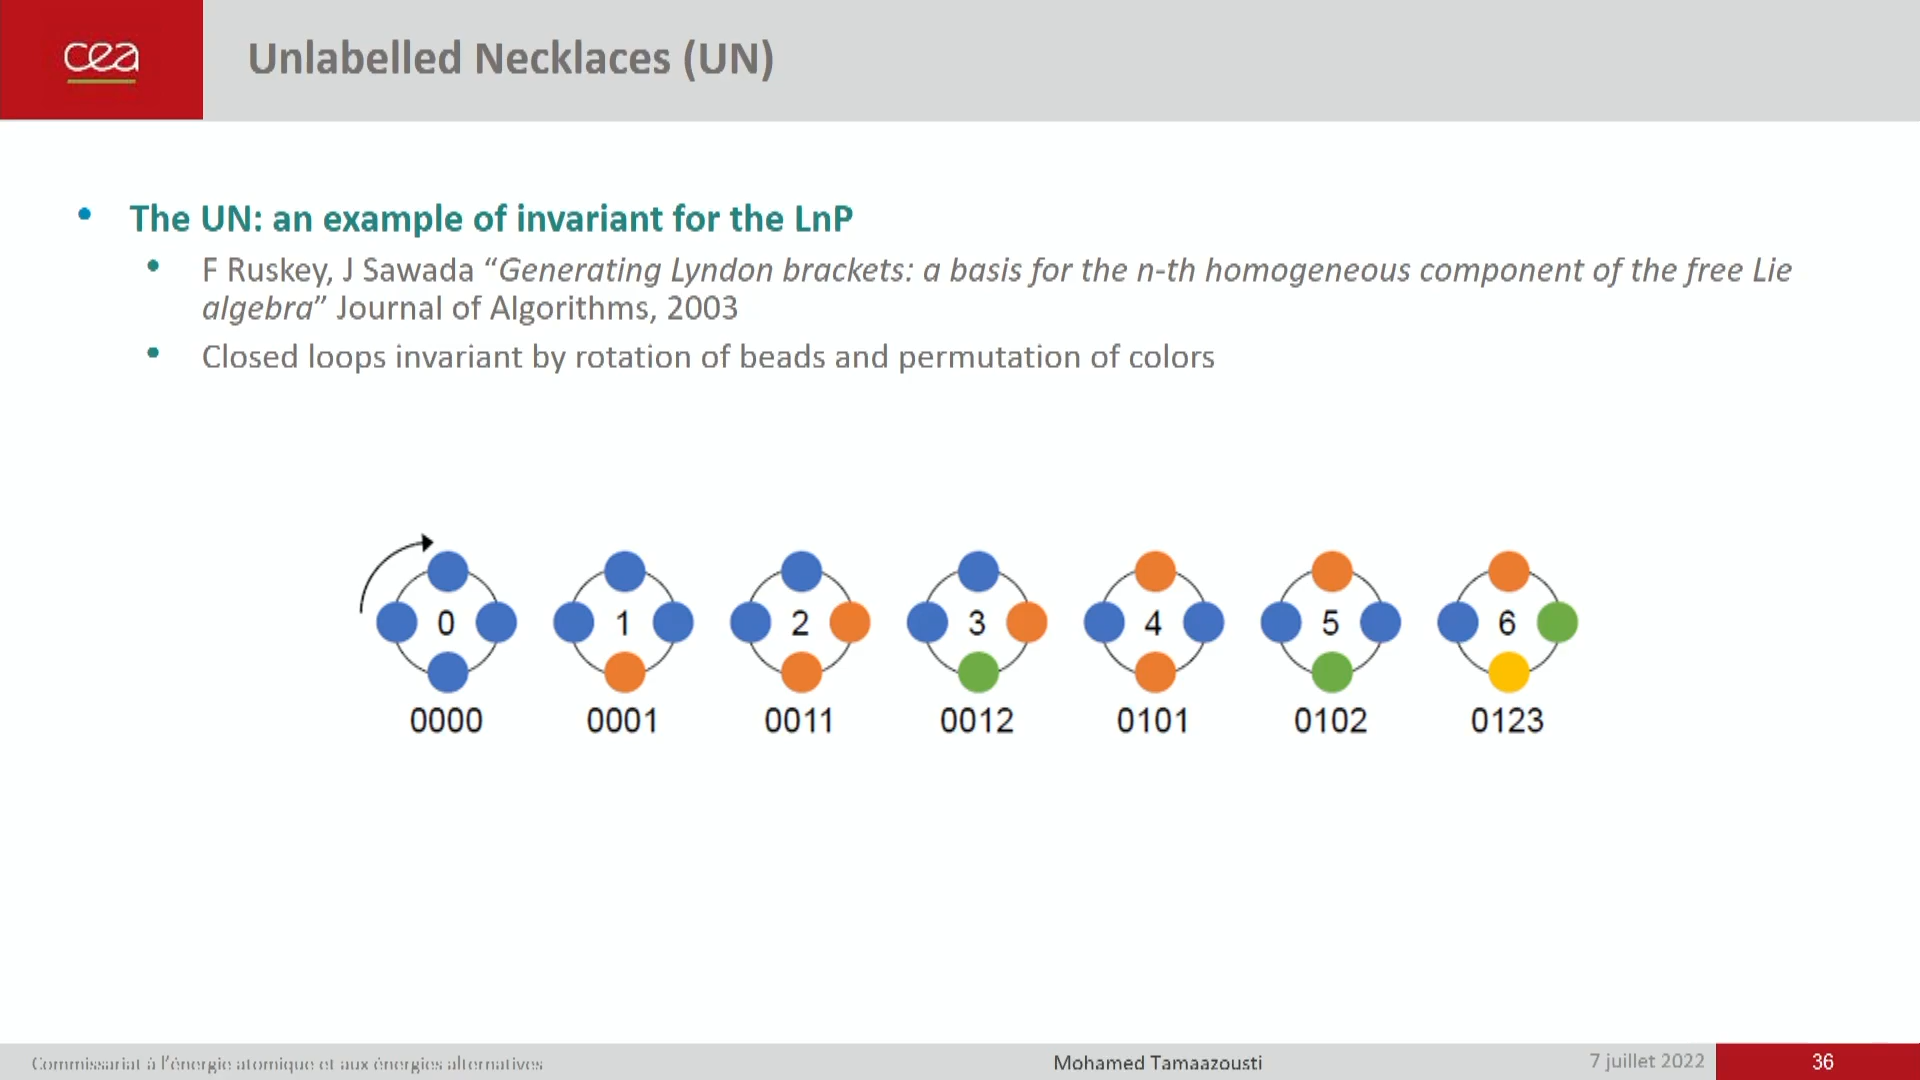 cea
Unlabelled Necklaces (UN)
• The UN: an example of invariant for the LnP
• F Ruskey, J Sawada “Generating Lyndon brackets: a basis for the n-th homogeneous component of the free Lie
algebra” Journal of Algorithms, 2003
• Closed loops invariant by rotation of beads and permutation of colors
0 1 2 3 4 5 6
0000 0001 0011 0012 0101 0102 0123
Commissariat à l’énergie atomique et aux énergies alternatives Mohamed Tamaazousti 7 juillet 2022 36